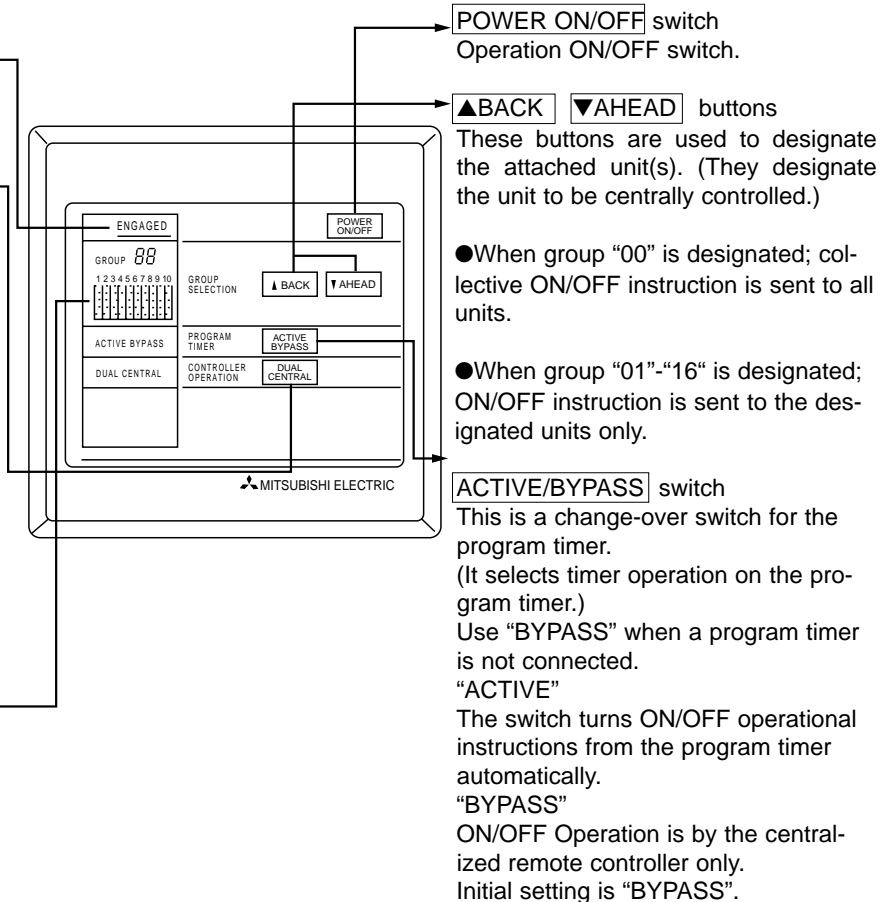 POWER ON/OFF switch
Operation ON/OFF switch.
▲BACK ▼AHEAD buttons
These buttons are used to designate
the attached unit(s). (They designate
the unit to be centrally controlled.)
●When group “00” is designated; col-
lective ON/OFF instruction is sent to all
units.
●When group “01”-“16“ is designated;
ON/OFF instruction is sent to the des-
ignated units only.
ACTIVE/BYPASS switch
This is a change-over switch for the
program timer.
(It selects timer operation on the pro-
gram timer.)
Use “BYPASS” when a program timer
is not connected.
“ACTIVE”
The switch turns ON/OFF operational
instructions from the program timer
automatically.
“BYPASS”
ON/OFF Operation is by the central-
ized remote controller only.
Initial setting is “BYPASS”.
ENGAGED
POWER
ON/OFF
GROUP 88
1 2 3 4 5 6 7 8 9 10
GROUP
SELECTION
▲ BACK
▼ AHEAD
ACTIVE BYPASS
PROGRAM
TIMER
ACTIVE
BYPASS
DUAL CENTRAL
CONTROLLER
OPERATION
DUAL
CENTRAL
MITSUBISHI ELECTRIC